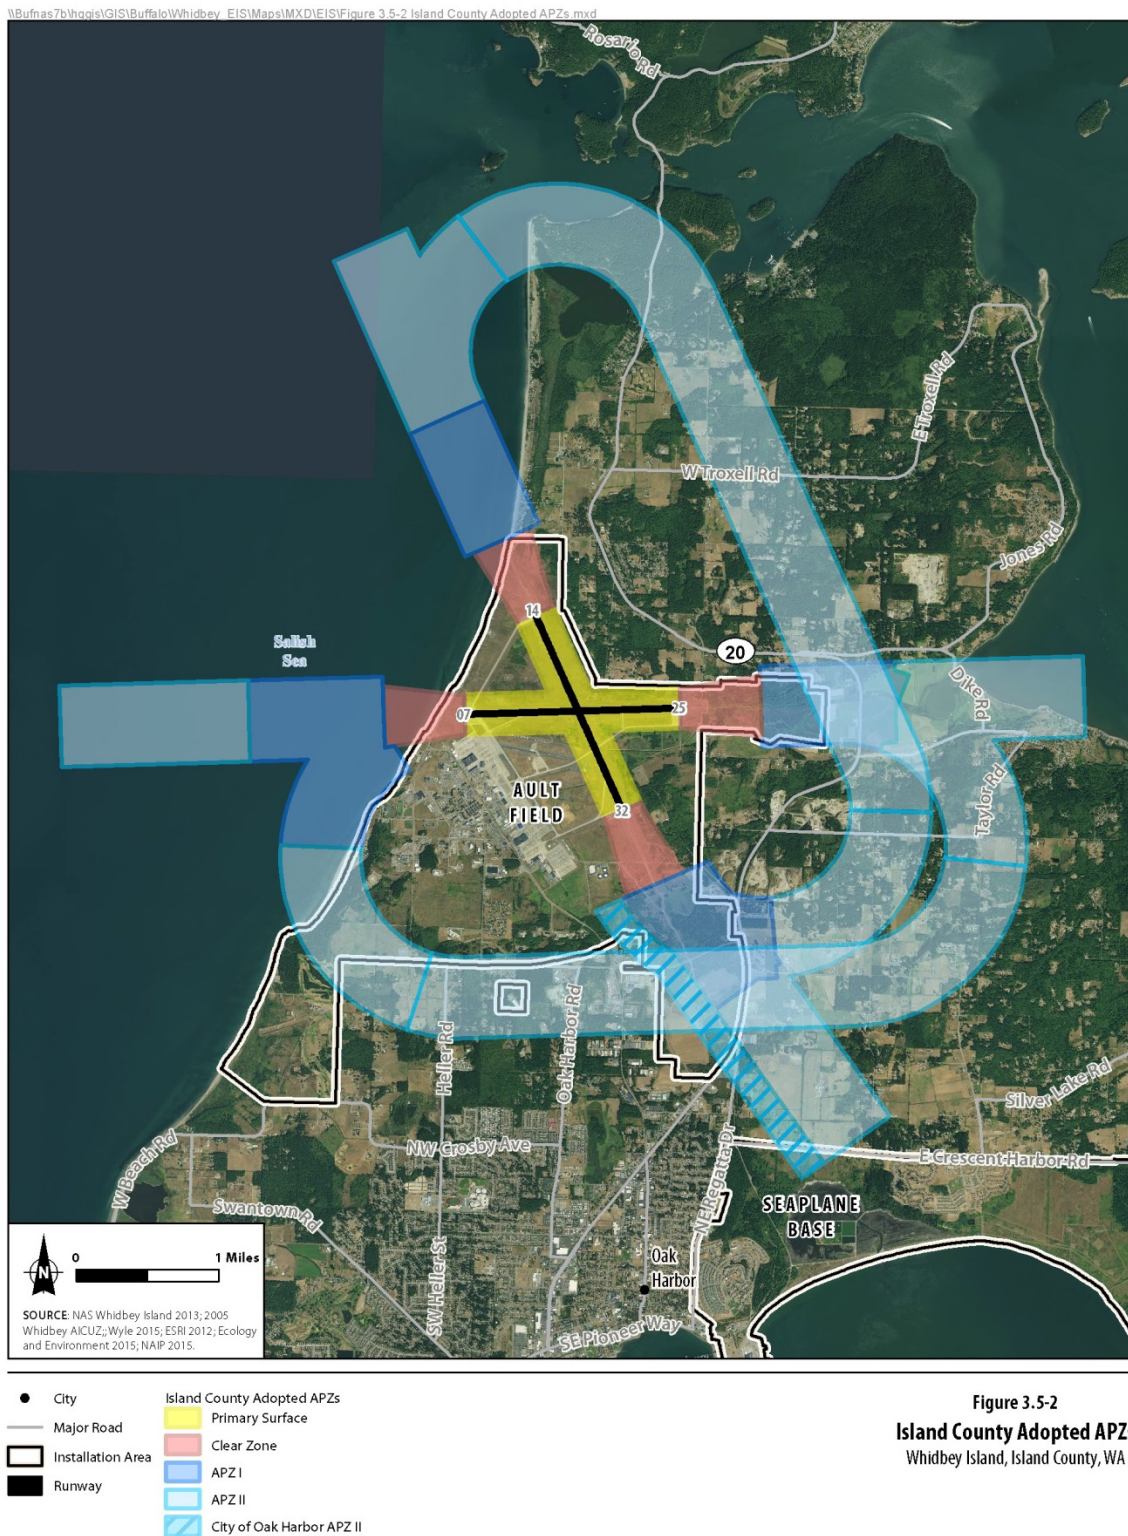 \\Bufnas7b\hqgis\GIS\Buffalo\Whidbey_EIS\Maps\MXD\EIS\Figure 3.5-2 Island County Adopted APZs.mxd
Rosario Rd
E Troxell Rd
W Troxell Rd
Jones Rd
14
Salish
Sea
20
Dike Rd
07
25
AULT
FIELD
32
Taylor Rd
Heller Rd
Oak Harbor Rd
Silver Lake Rd
NW Crosby Ave
E Crescent Harbor Rd
W Beach Rd
Swantown Rd
NE Regatta Dr
SEAPLANE
BASE
SW Heller St
Oak
Harbor
SE Pioneer Way
N
0 1 Miles
SOURCE: NAS Whidbey Island 2013; 2005
Whidbey AICUZ;;Wyle 2015; ESRI 2012; Ecology
and Environment 2015; NAIP 2015.
City
Major Road
Installation Area
Runway
Island County Adopted APZs
Primary Surface
Clear Zone
APZ I
APZ II
City of Oak Harbor APZ II
Figure 3.5-2
Island County Adopted APZ
Whidbey Island, Island County, WA